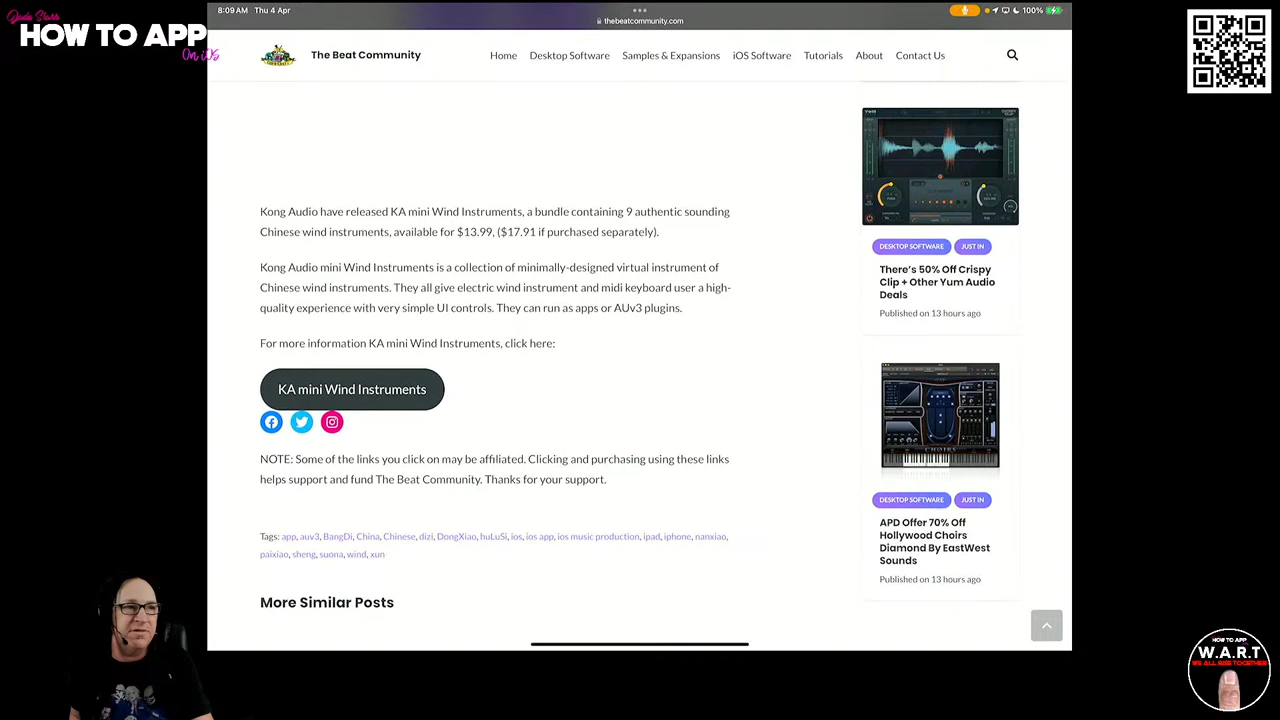 Jade Starr
HOW TO APP
On iOS
8:09 AM Thu 4 Apr
100%
thebeatcommunity.com
The Beat Community
Home
Desktop Software
Samples & Expansions
iOS Software
Tutorials
About
Contact Us
Kong Audio have released KA mini Wind Instruments, a bundle containing 9 authentic sounding
Chinese wind instruments, available for $13.99, ($17.91 if purchased separately).
Kong Audio mini Wind Instruments is a collection of minimally-designed virtual instrument of
Chinese wind instruments. They all give electric wind instrument and midi keyboard user a high-
quality experience with very simple UI controls. They can run as apps or AUv3 plugins.
For more information KA mini Wind Instruments, click here:
KA mini Wind Instruments
NOTE: Some of the links you click on may be affiliated. Clicking and purchasing using these links
helps support and fund The Beat Community. Thanks for your support.
Tags: app, auv3, BangDi, China, Chinese, dizi, DongXiao, huLuSi, ios, ios app, ios music production, ipad, iphone, nanxiao,
paixiao, sheng, suona, wind, xun
More Similar Posts
DESKTOP SOFTWARE
JUST IN
There's 50% Off Crispy
Clip + Other Yum Audio
Deals
Published on 13 hours ago
CHOIRS
DESKTOP SOFTWARE
JUST IN
APD Offer 70% Off
Hollywood Choirs
Diamond By EastWest
Sounds
Published on 13 hours ago
HOW TO APP
W.A.R.T
WE ALL RISE TOGETHER